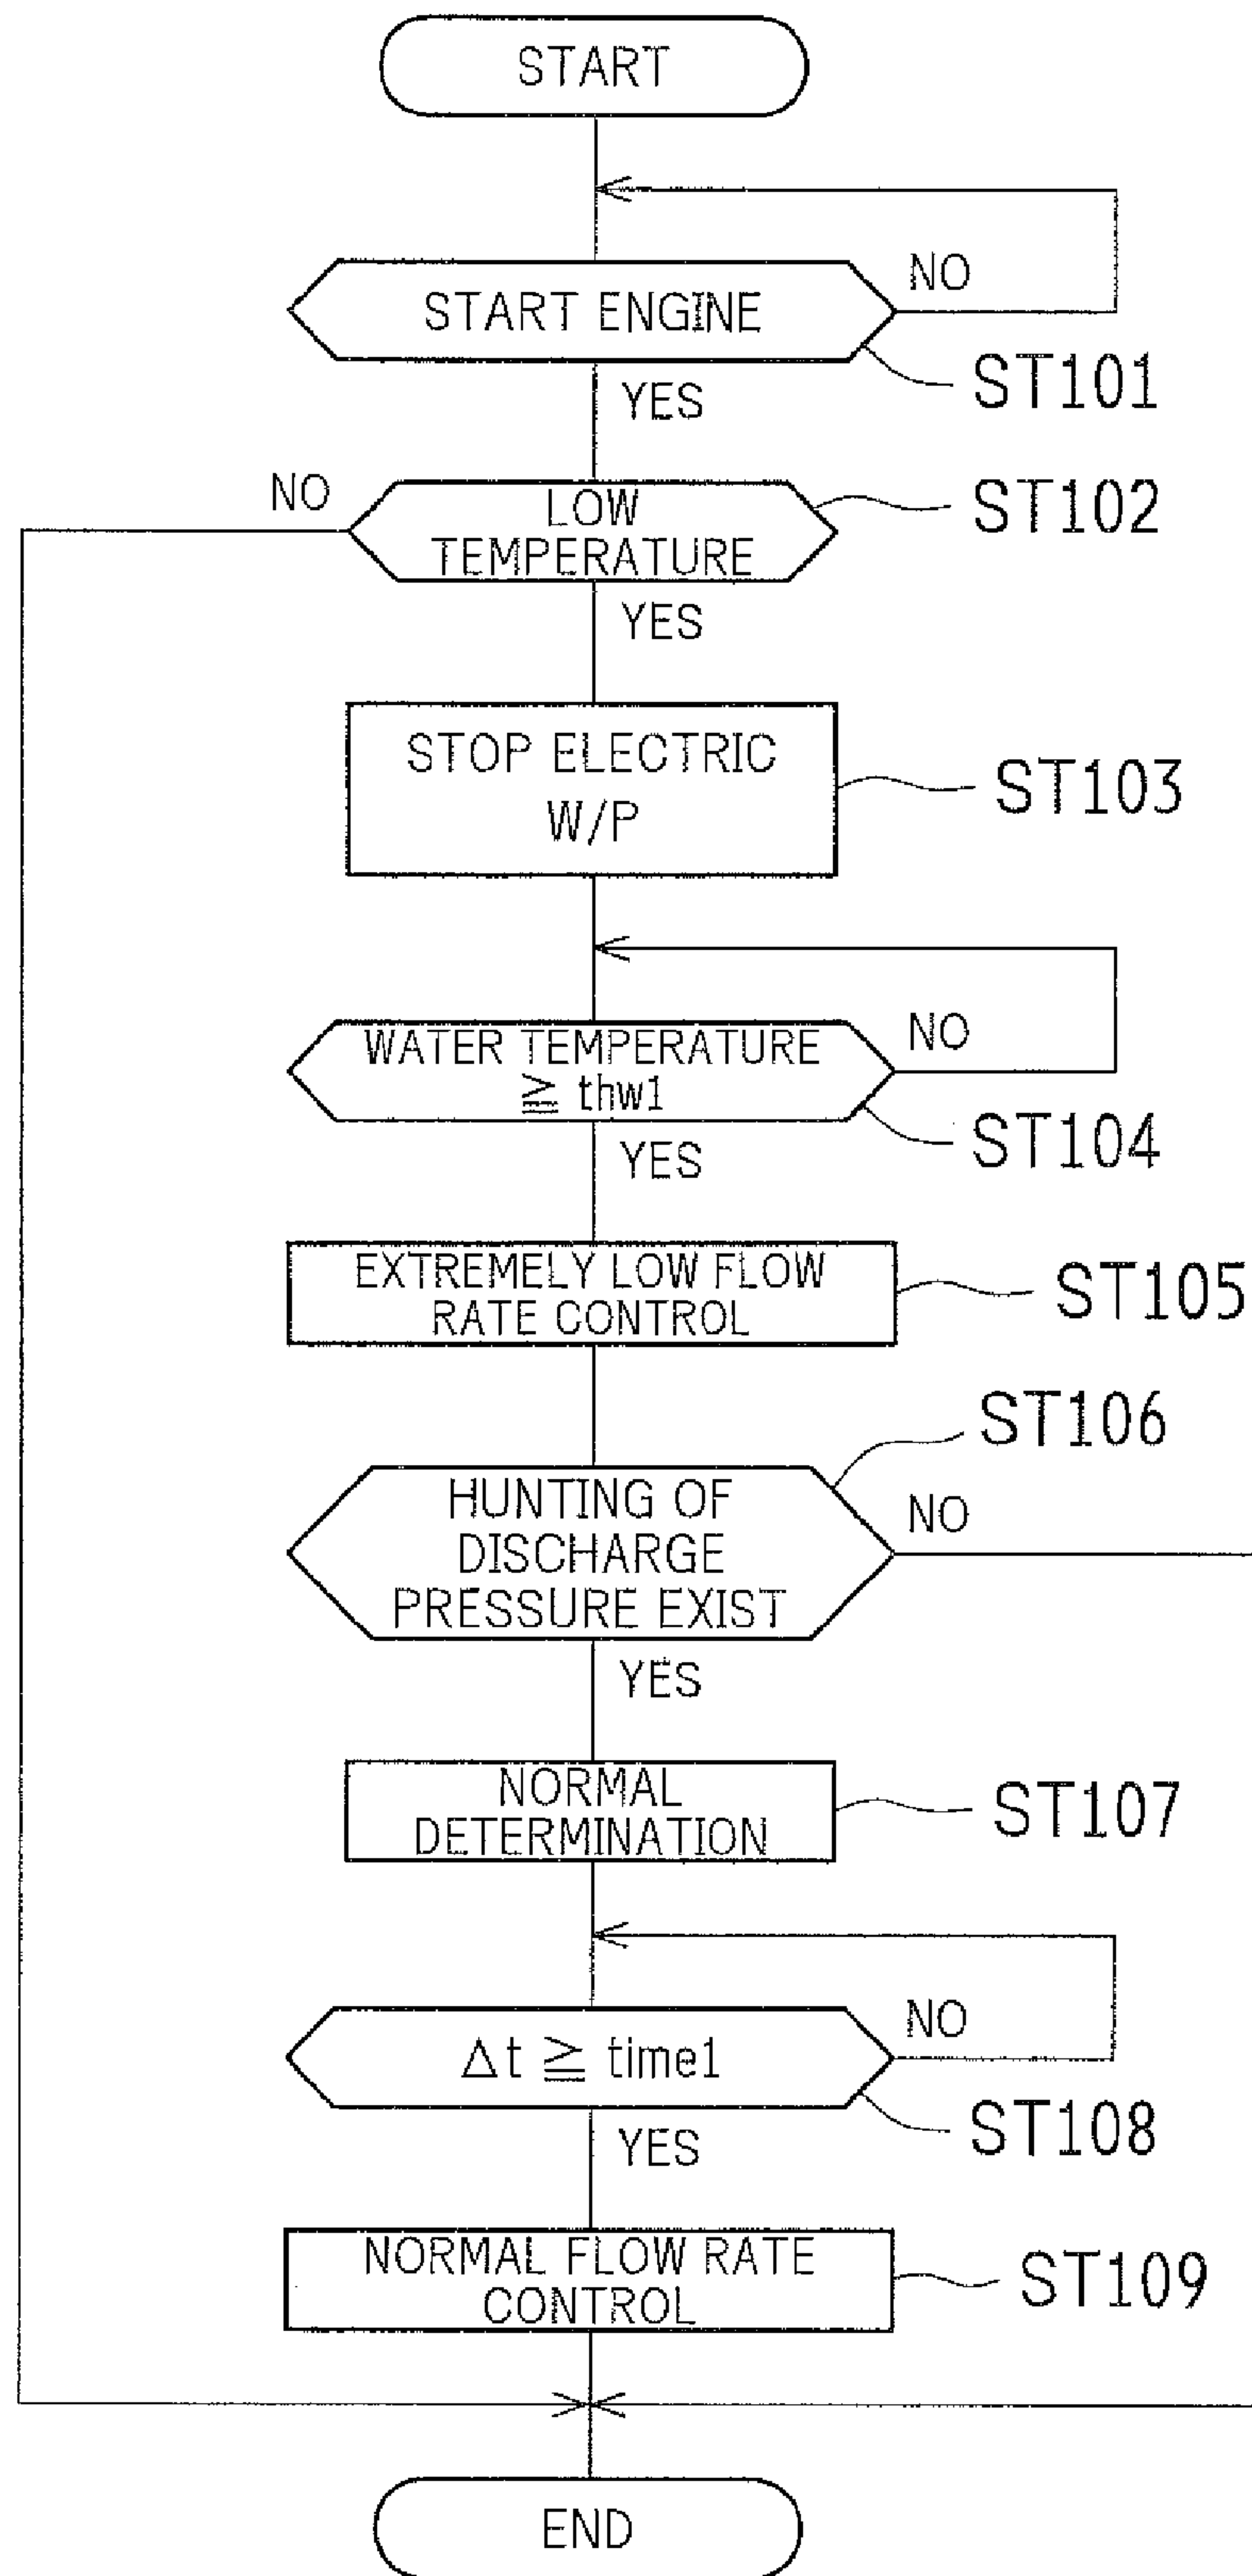 START
NO
START ENGINE
ST101
YES
NO
LOW
TEMPERATURE
ST102
YES
STOP ELECTRIC
W/P
ST103
NO
WATER TEMPERATURE
≧ thw1
ST104
YES
EXTREMELY LOW FLOW
RATE CONTROL
ST105
ST106
HUNTING OF
DISCHARGE
PRESSURE EXIST
NO
YES
NORMAL
DETERMINATION
ST107
NO
Δt ≧ time1
ST108
YES
NORMAL FLOW RATE
CONTROL
ST109
END